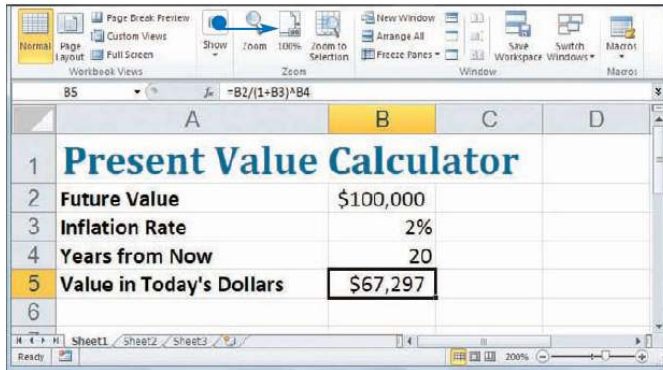 Normal Page Layout Page Break Preview Custom Views Full Screen Show Zoom 100% Zoom to Selection New Window Arrange All Freeze Panes Save Workspace Switch Windows Macros
Workbook Views Zoom Window Macros
B5 fx =B2/(1+B3)^B4
A B C D
1 Present Value Calculator
2 Future Value $100,000
3 Inflation Rate 2%
4 Years from Now 20
5 Value in Today's Dollars $67,297
6
Sheet1 Sheet2 Sheet3
Ready 200%